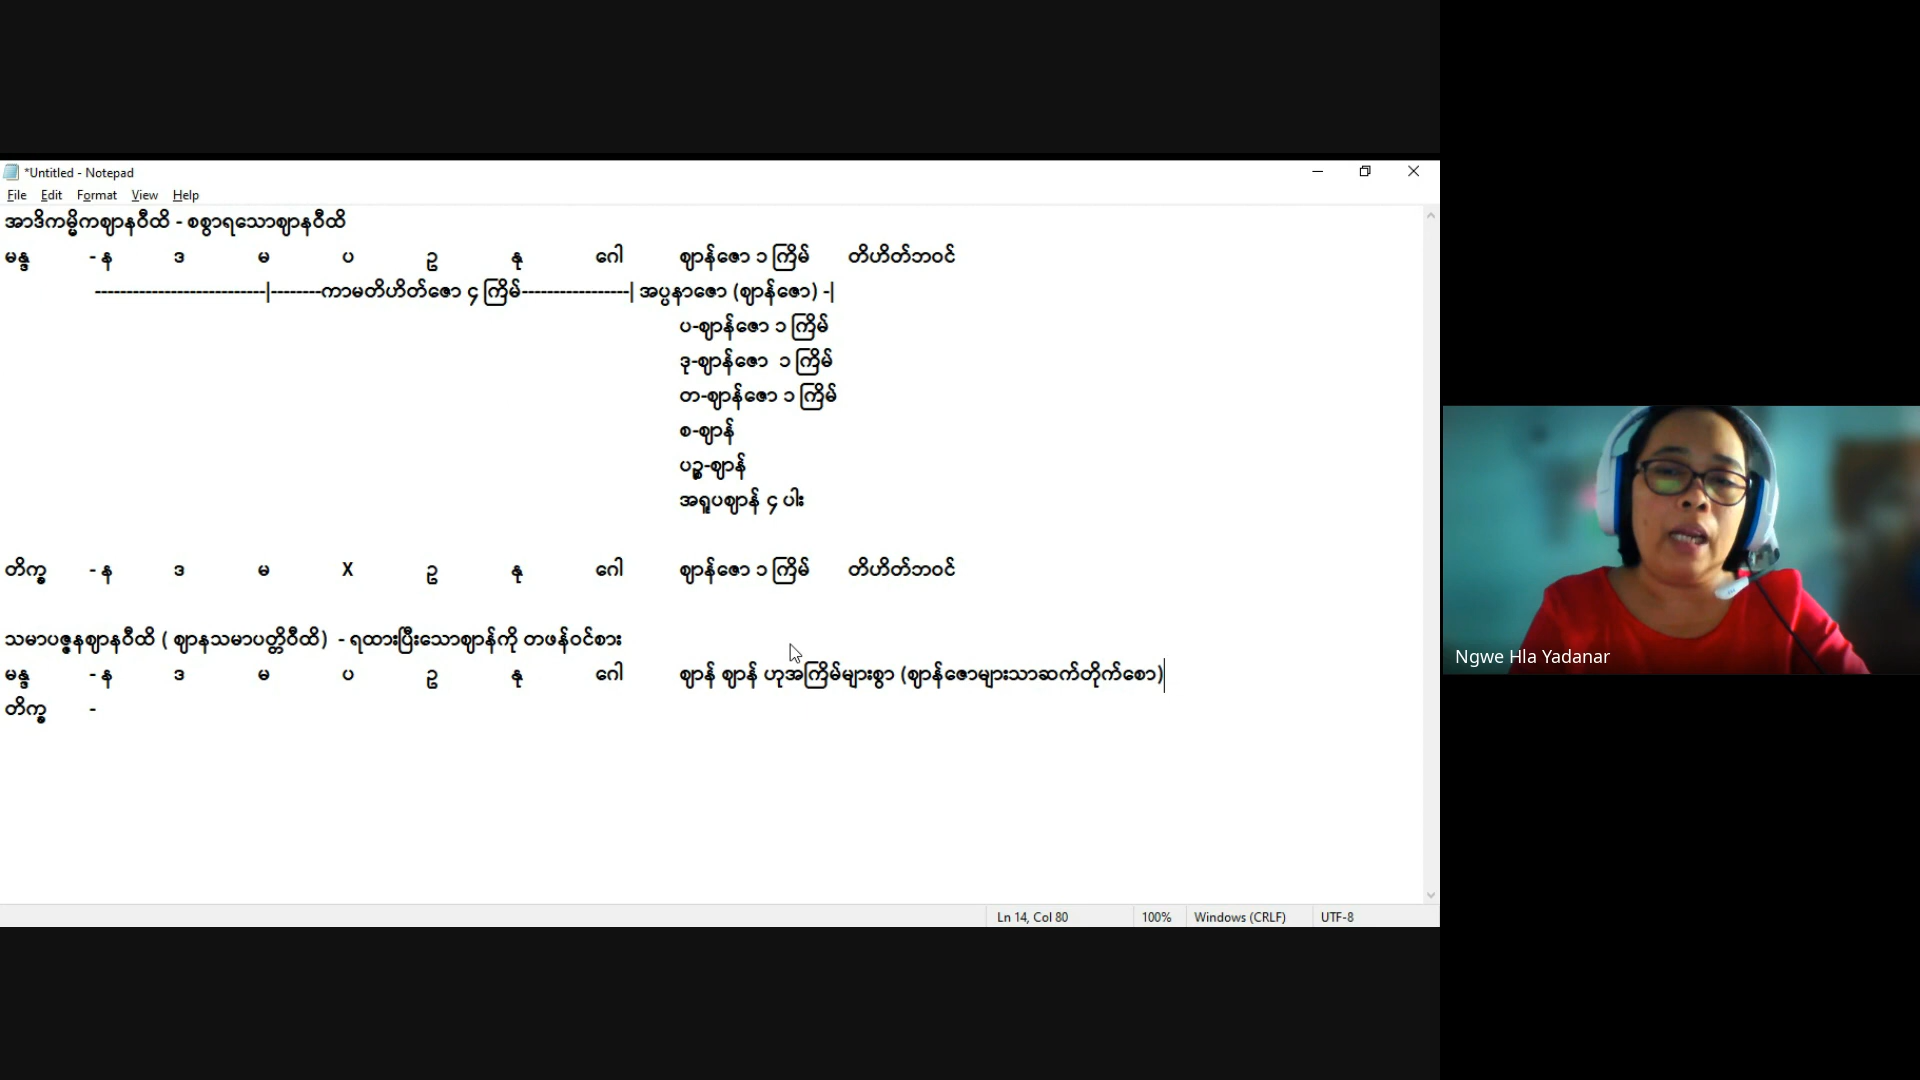 *Untitled - Notepad
File Edit Format View Help
အာဒိကမ္မိကဈာနဝီထိ - စစွာရသောဈာနဝီထိ
မန္ဒ - န ဒ မ ပ ဥ နု ဂေါ ဈာန်ဇော ၁ ကြိမ် တိဟိတ်ဘဝင်
---------------------------|--------ကာမတိဟိတ်ဇော ၄ ကြိမ်-----------------| အပ္ပနာဇော (ဈာန်ဇော) -|
ပ-ဈာန်ဇော ၁ ကြိမ်
ဒု-ဈာန်ဇော ၁ ကြိမ်
တ-ဈာန်ဇော ၁ ကြိမ်
စ-ဈာန်
ပဉ္စ-ဈာန်
အရူပဈာန် ၄ ပါး
တိက္ခ - န ဒ မ X ဥ နု ဂေါ ဈာန်ဇော ၁ ကြိမ် တိဟိတ်ဘဝင်
သမာပဇ္ဇနဈာနဝီထိ ( ဈာနသမာပတ္တိဝီထိ) - ရထားပြီးသောဈာန်ကို တဖန်ဝင်စား
မန္ဒ - န ဒ မ ပ ဥ နု ဂေါ ဈာန် ဈာန် ဟုအကြိမ်များစွာ (ဈာန်ဇောများသာဆက်တိုက်စော)
တိက္ခ -
Ln 14, Col 80 100% Windows (CRLF) UTF-8
Ngwe Hla Yadanar